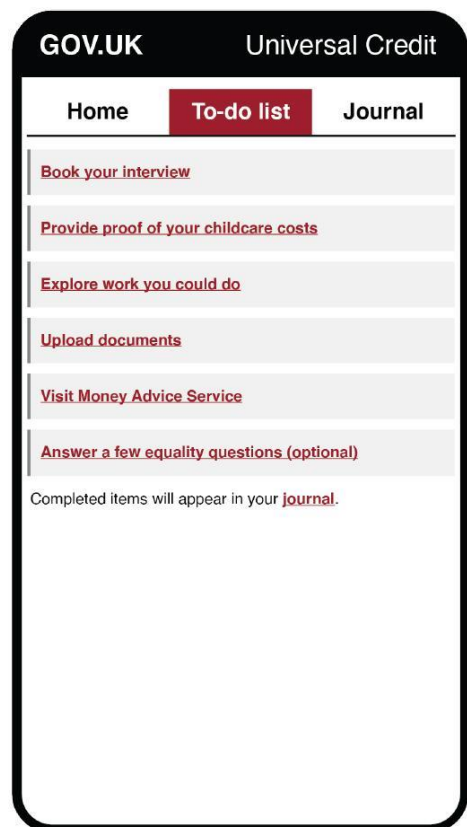 GOV.UK Universal Credit
Home To-do list Journal
Book your interview
Provide proof of your childcare costs
Explore work you could do
Upload documents
Visit Money Advice Service
Answer a few equality questions (optional)
Completed items will appear in your journal.